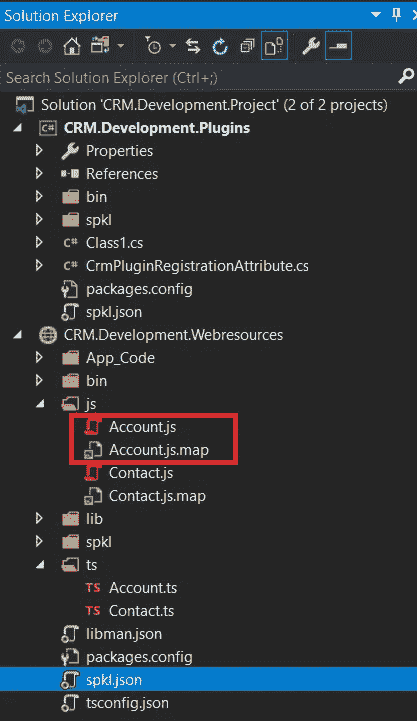 Solution Explorer
Search Solution Explorer (Ctrl+;)
Solution 'CRM.Development.Project' (2 of 2 projects)
C# CRM.Development.Plugins
Properties
References
bin
spkl
C# Class1.cs
C# CrmPluginRegistrationAttribute.cs
packages.config
spkl.json
CRM.Development.Webresources
App_Code
bin
js
Account.js
Account.js.map
Contact.js
Contact.js.map
lib
spkl
ts
TS Account.ts
TS Contact.ts
libman.json
packages.config
spkl.json
tsconfig.json